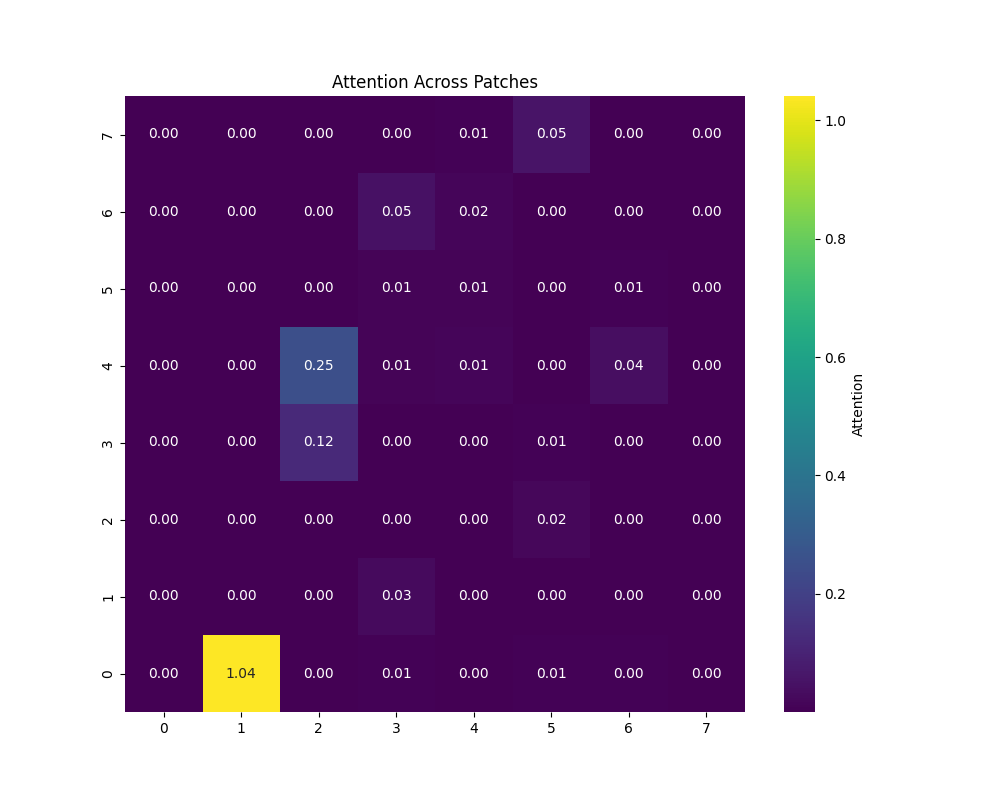 Attention Across Patches
7 0.00 0.00 0.00 0.00 0.01 0.05 0.00 0.00
6 0.00 0.00 0.00 0.05 0.02 0.00 0.00 0.00
5 0.00 0.00 0.00 0.01 0.01 0.00 0.01 0.00
4 0.00 0.00 0.25 0.01 0.01 0.00 0.04 0.00
3 0.00 0.00 0.12 0.00 0.00 0.01 0.00 0.00
2 0.00 0.00 0.00 0.00 0.00 0.02 0.00 0.00
1 0.00 0.00 0.00 0.03 0.00 0.00 0.00 0.00
0 0.00 1.04 0.00 0.01 0.00 0.01 0.00 0.00
0 1 2 3 4 5 6 7
1.0
0.8
0.6
0.4
0.2
Attention